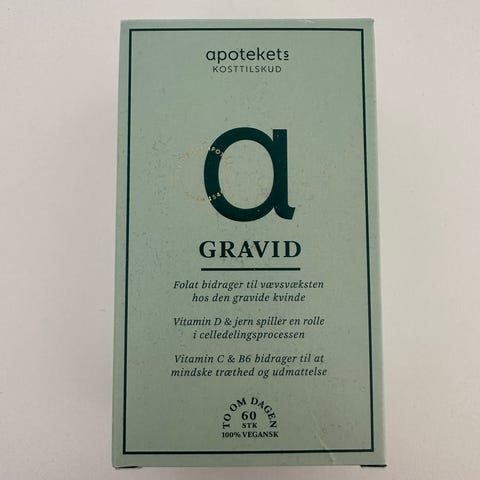 apotekets
KOSTTILSKUD
a
GRAVID
Folat bidrager til vævsvæksten
hos den gravide kvinde
Vitamin D & jern spiller en rolle
i celledelingsprocessen
Vitamin C & B6 bidrager til at
mindske træthed og udmattelse
TO OM DAGEN
60
STK
100% VEGANSK